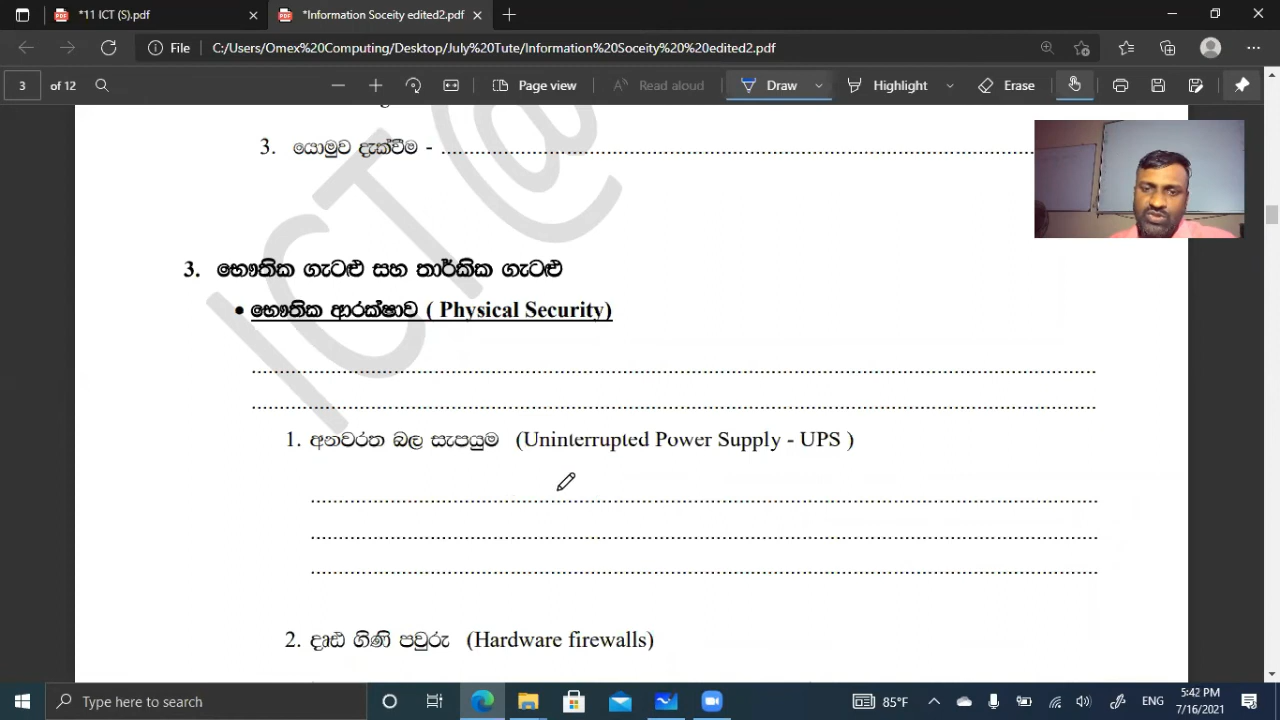 *11 ICT (S).pdf
*Information Soceity edited2.pdf
File C:/Users/Omex%20Computing/Desktop/July%20Tute/Information%20Soceity%20%20edited2.pdf
3 of 12 Page view Read aloud Draw Highlight Erase
3. යොමුව දැක්වීම - ....................
ICT@
3. භෞතික ගැටළු සහ තාර්කික ගැටළු
• භෞතික ආරක්ෂාව ( Physical Security)
1. අනවරත බල සැපයුම (Uninterrupted Power Supply - UPS )
2. දෘඪ ගිණි පවුරු (Hardware firewalls)
Type here to search 85°F ENG 5:42 PM
7/16/2021